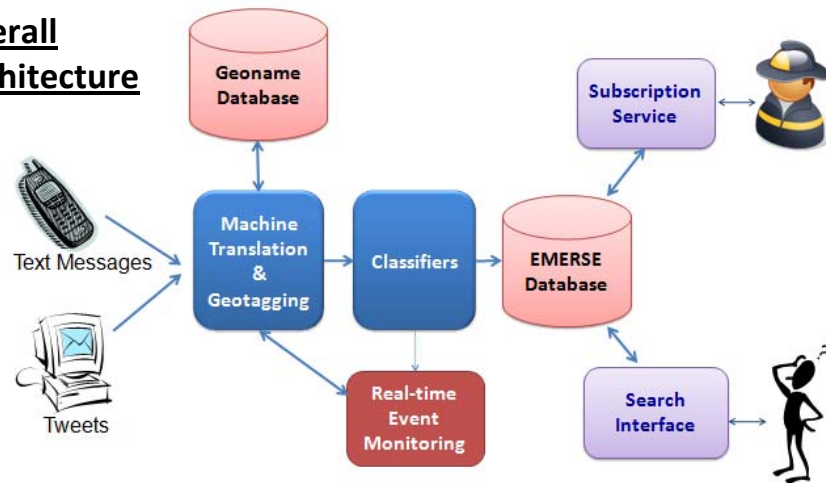 erall
chitecture
Geoname
Database
Subscription
Service
Text Messages
Machine
Translation
&
Geotagging
Classifiers
EMERSE
Database
Tweets
Real-time
Event
Monitoring
Search
Interface
?